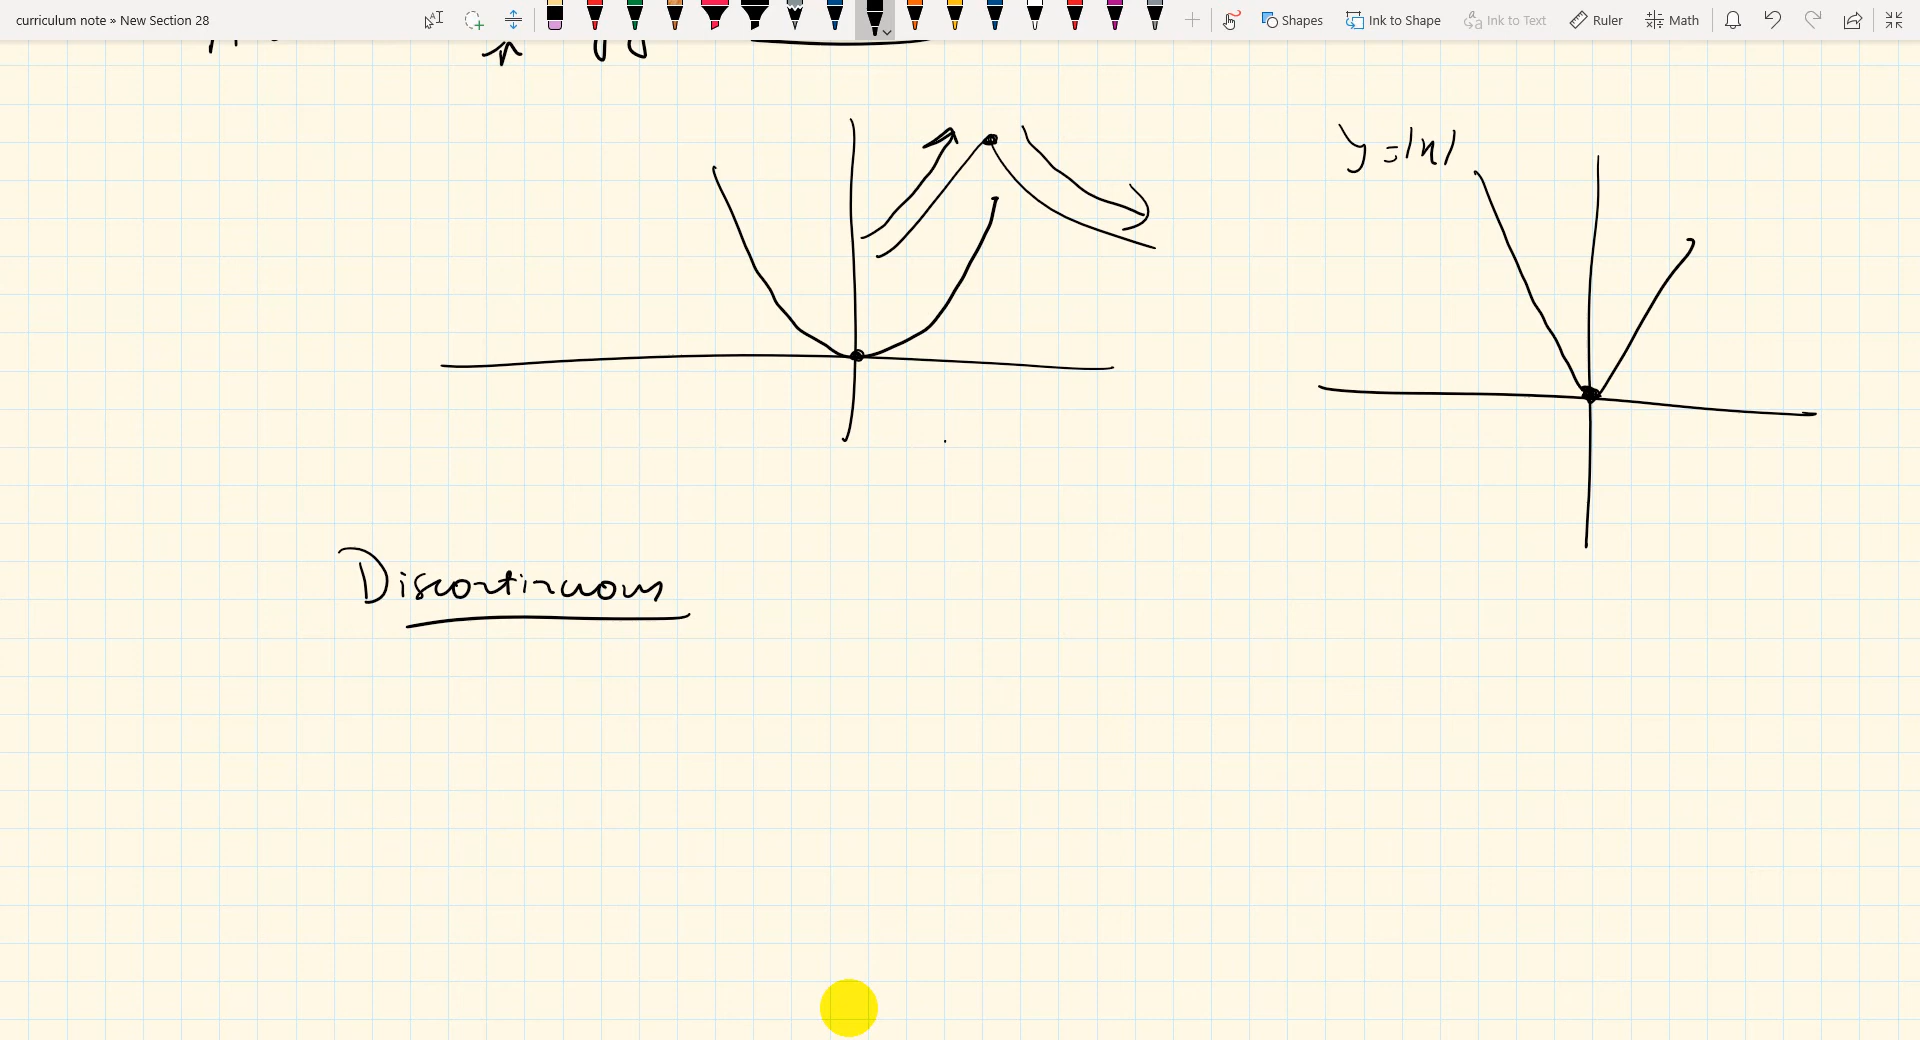 curriculum note » New Section 28
Shapes
Ink to Shape
Ink to Text
Ruler
Math
y = |x|
Discontinuous